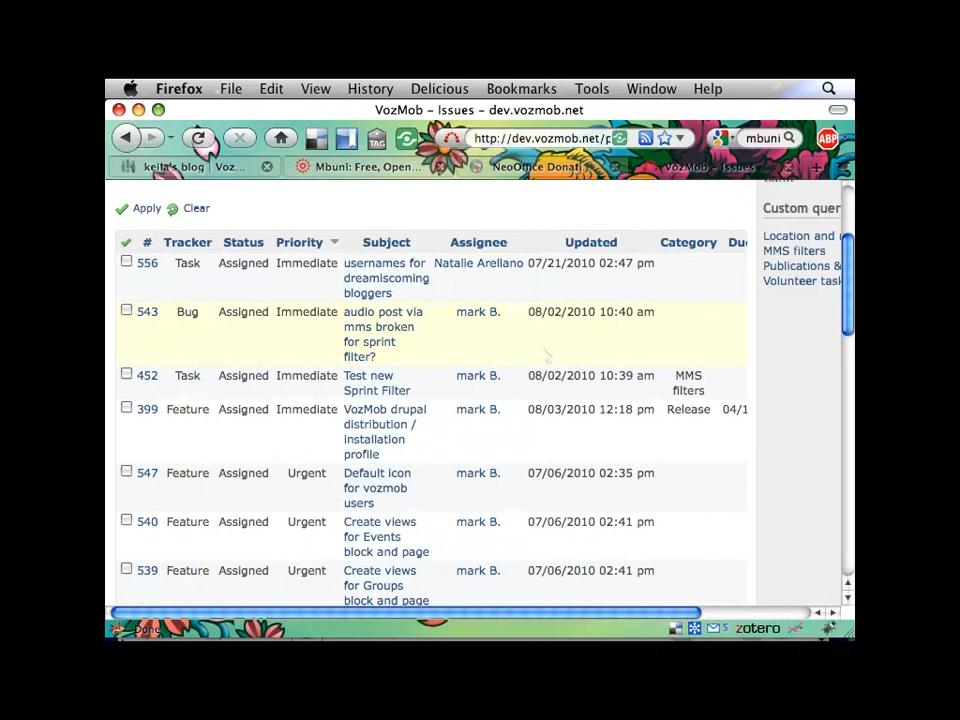 Firefox File Edit View History Delicious Bookmarks Tools Window Help
VozMob – Issues – dev.vozmob.net
TAG http://dev.vozmob.net/p mbuni ABP
kella's blog Voz... Mbuni: Free, Open... NeoOffice Donati VozMob – Issues
Apply Clear
Custom quer
Location and
MMS filters
Publications &
Volunteer task
# Tracker Status Priority Subject Assignee Updated Category Due
556 Task Assigned Immediate usernames for Natalie Arellano 07/21/2010 02:47 pm
dreamiscoming
bloggers
543 Bug Assigned Immediate audio post via mark B. 08/02/2010 10:40 am
mms broken
for sprint
filter?
452 Task Assigned Immediate Test new mark B. 08/02/2010 10:39 am MMS
Sprint Filter filters
399 Feature Assigned Immediate VozMob drupal mark B. 08/03/2010 12:18 pm Release 04/1
distribution /
installation
profile
547 Feature Assigned Urgent Default icon mark B. 07/06/2010 02:35 pm
for vozmob
users
540 Feature Assigned Urgent Create views mark B. 07/06/2010 02:41 pm
for Events
block and page
539 Feature Assigned Urgent Create views mark B. 07/06/2010 02:41 pm
for Groups
block and page
Done 5 zotero